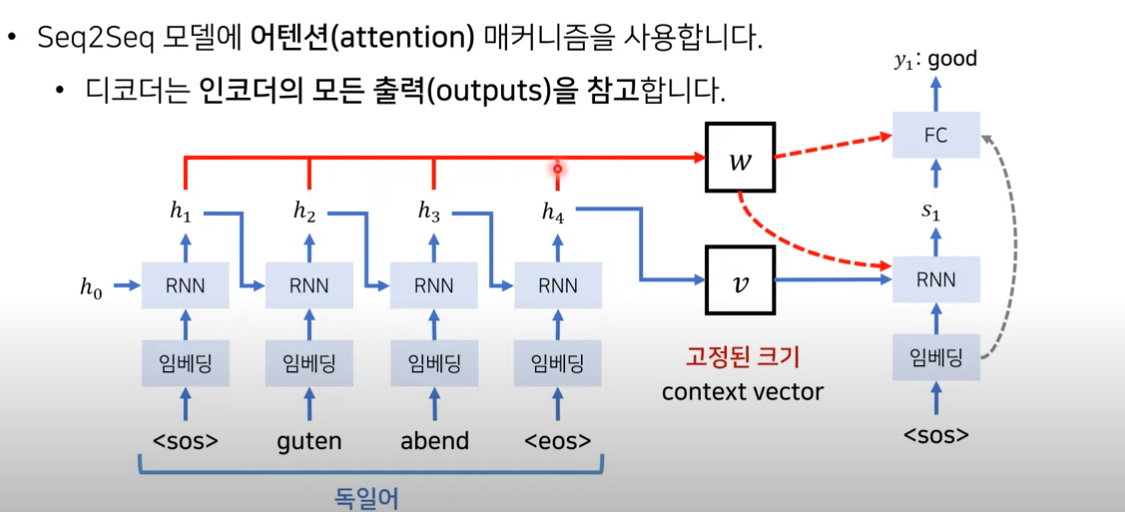 • Seq2Seq 모델에 어텐션(attention) 매커니즘을 사용합니다.
• 디코더는 인코더의 모든 출력(outputs)을 참고합니다.
y₁: good
w
FC
h₁ h₂ h₃ h₄
s₁
h₀
RNN RNN RNN RNN
v
RNN
임베딩 임베딩 임베딩 임베딩
고정된 크기
context vector
임베딩
<sos> guten abend <eos>
<sos>
독일어